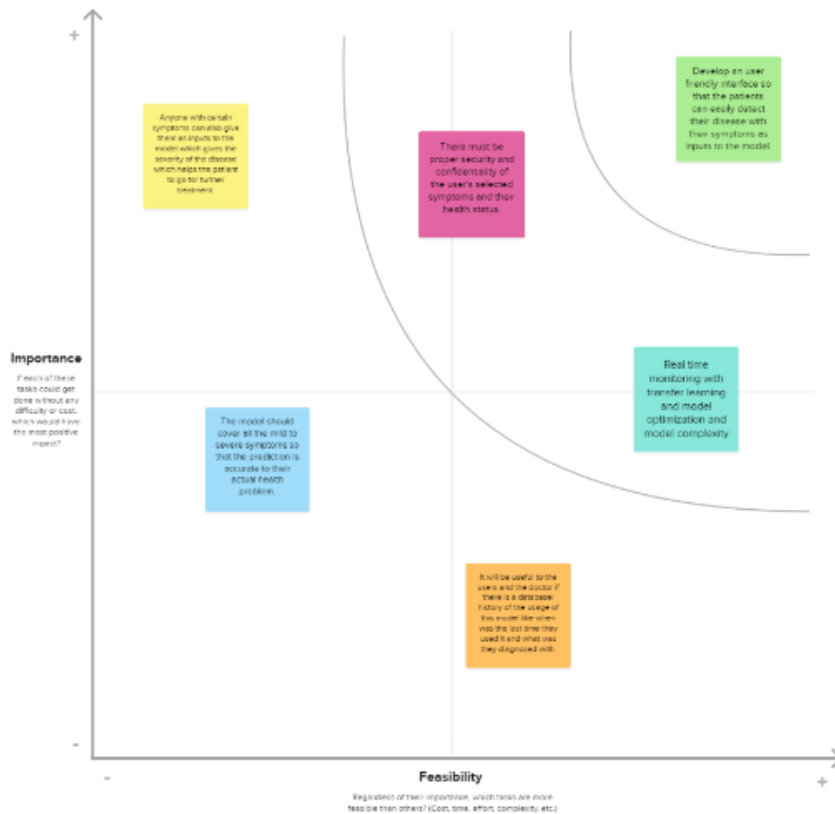 +
Develop an user
friendly interface so
that the patients
can easily detect
their disease with
their symptoms as
inputs to the model.
Anyone with certain
symptoms can also give
them as inputs to the
model which gives the
severity of the disease
which helps the patient
to go for further
treatment.
There must be
proper security and
confidentiality of
the user's selected
symptoms and their
health status.
Importance
If each of these
tasks could get
done without any
difficulty or cost,
which would have
the most positive
impact?
Real time
monitoring with
transfer learning
and model
optimization and
model complexity
The model should
cover all the mild to
severe symptoms so
that the prediction is
accurate to their
actual health
problem.
It will be useful to the
users and the doctor if
there is a database
history of the usage of
this model like when
was the last time they
used it and what was
they diagnosed with.
-
-
Feasibility
+
Regardless of their importance, which tasks are more
feasible than others? (Cost, time, effort, complexity, etc.)